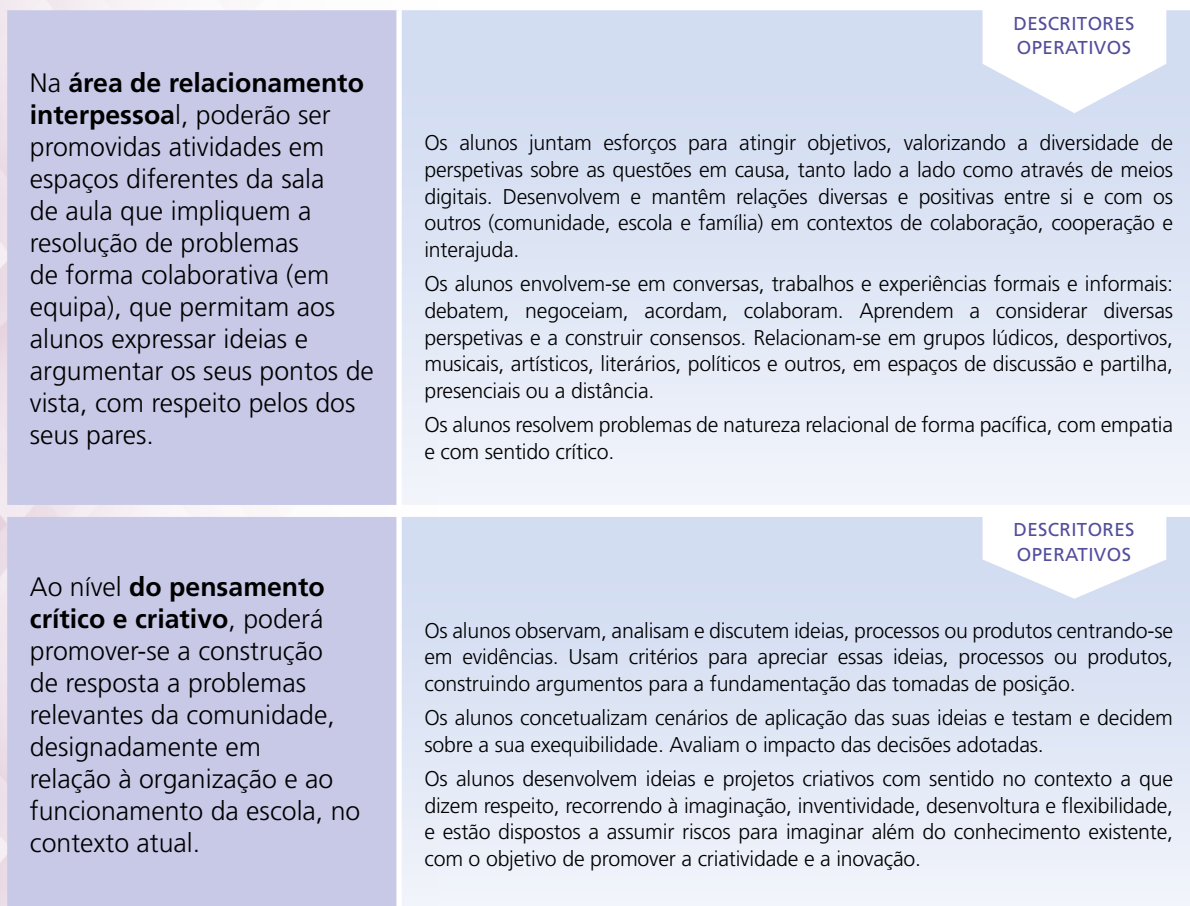 Na área de relacionamento
interpessoal, poderão ser
promovidas atividades em
espaços diferentes da sala
de aula que impliquem a
resolução de problemas
de forma colaborativa (em
equipa), que permitam aos
alunos expressar ideias e
argumentar os seus pontos de
vista, com respeito pelos dos
seus pares.
DESCRITORES
OPERATIVOS
Os alunos juntam esforços para atingir objetivos, valorizando a diversidade de
perspetivas sobre as questões em causa, tanto lado a lado como através de meios
digitais. Desenvolvem e mantêm relações diversas e positivas entre si e com os
outros (comunidade, escola e família) em contextos de colaboração, cooperação e
interajuda.
Os alunos envolvem-se em conversas, trabalhos e experiências formais e informais:
debatem, negoceiam, acordam, colaboram. Aprendem a considerar diversas
perspetivas e a construir consensos. Relacionam-se em grupos lúdicos, desportivos,
musicais, artísticos, literários, políticos e outros, em espaços de discussão e partilha,
presenciais ou a distância.
Os alunos resolvem problemas de natureza relacional de forma pacífica, com empatia
e com sentido crítico.
Ao nível do pensamento
crítico e criativo, poderá
promover-se a construção
de resposta a problemas
relevantes da comunidade,
designadamente em
relação à organização e ao
funcionamento da escola, no
contexto atual.
DESCRITORES
OPERATIVOS
Os alunos observam, analisam e discutem ideias, processos ou produtos centrando-se
em evidências. Usam critérios para apreciar essas ideias, processos ou produtos,
construindo argumentos para a fundamentação das tomadas de posição.
Os alunos concetualizam cenários de aplicação das suas ideias e testam e decidem
sobre a sua exequibilidade. Avaliam o impacto das decisões adotadas.
Os alunos desenvolvem ideias e projetos criativos com sentido no contexto a que
dizem respeito, recorrendo à imaginação, inventividade, desenvoltura e flexibilidade,
e estão dispostos a assumir riscos para imaginar além do conhecimento existente,
com o objetivo de promover a criatividade e a inovação.